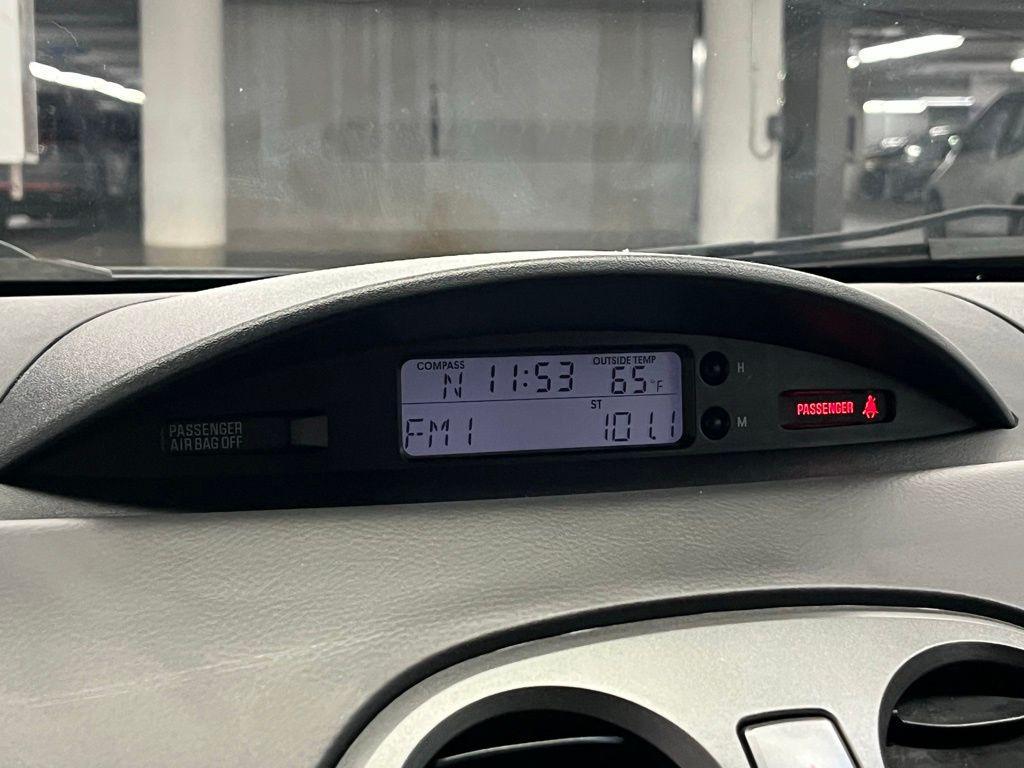 COMPASS OUTSIDE TEMP
N 11:53 65°F
ST
FM1 101.1
H
M
PASSENGER
PASSENGER
AIR BAG OFF